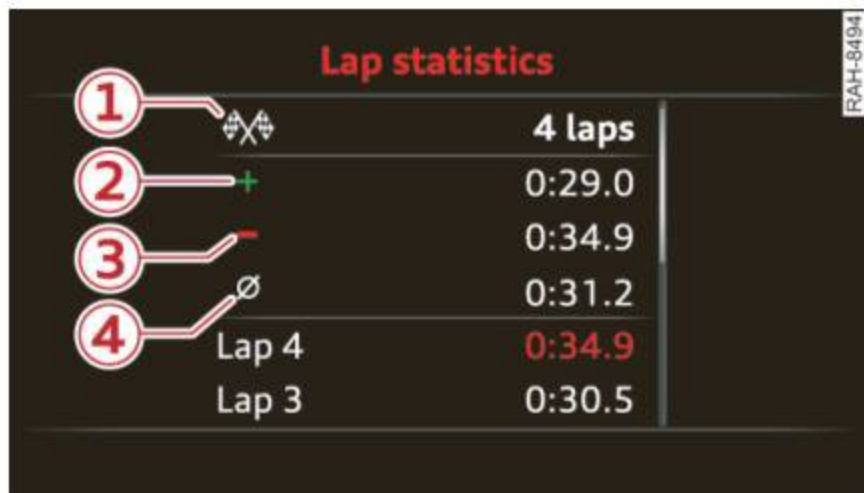 Lap statistics
RAH-8494
1
4 laps
2 + 0:29.0
3 - 0:34.9
4 Ø 0:31.2
Lap 4 0:34.9
Lap 3 0:30.5